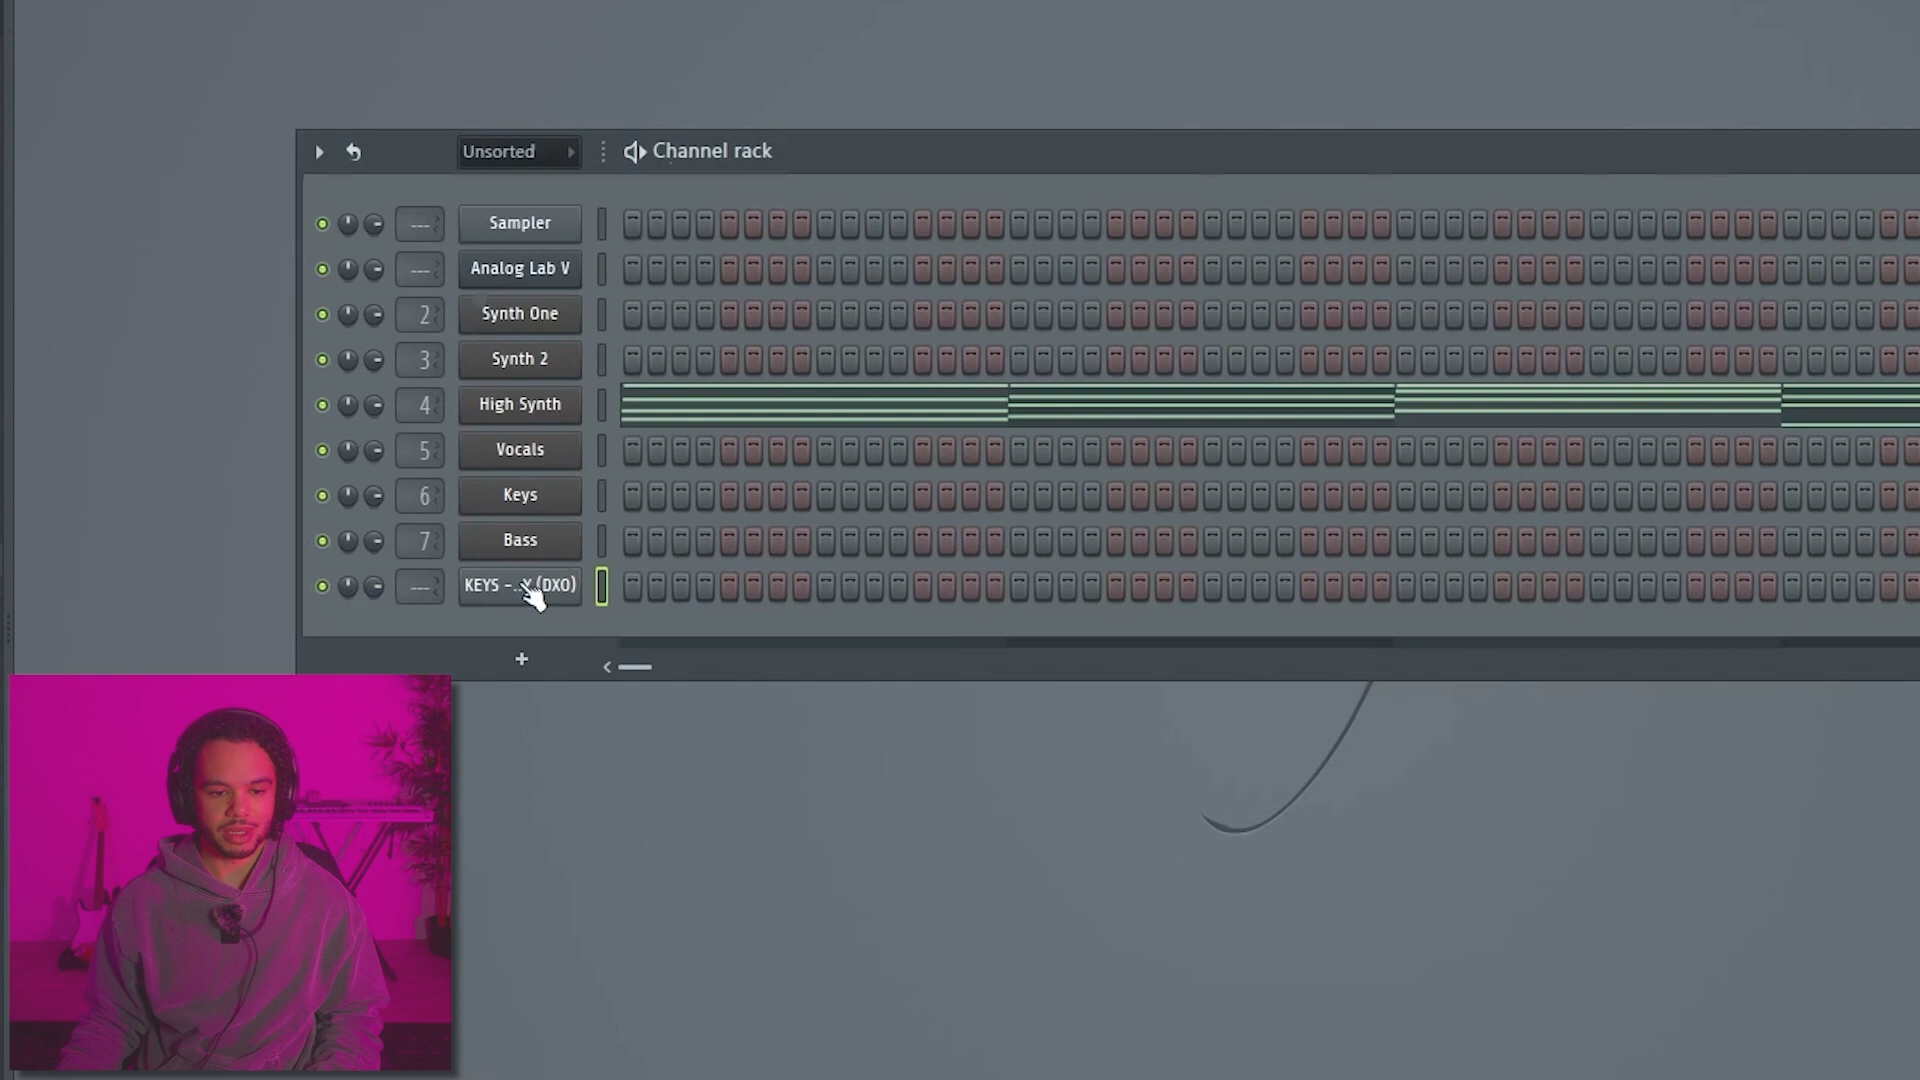 Unsorted
Channel rack
--- Sampler
--- Analog Lab V
2 Synth One
3 Synth 2
4 High Synth
5 Vocals
6 Keys
7 Bass
--- KEYS -..Y (DXO)
+